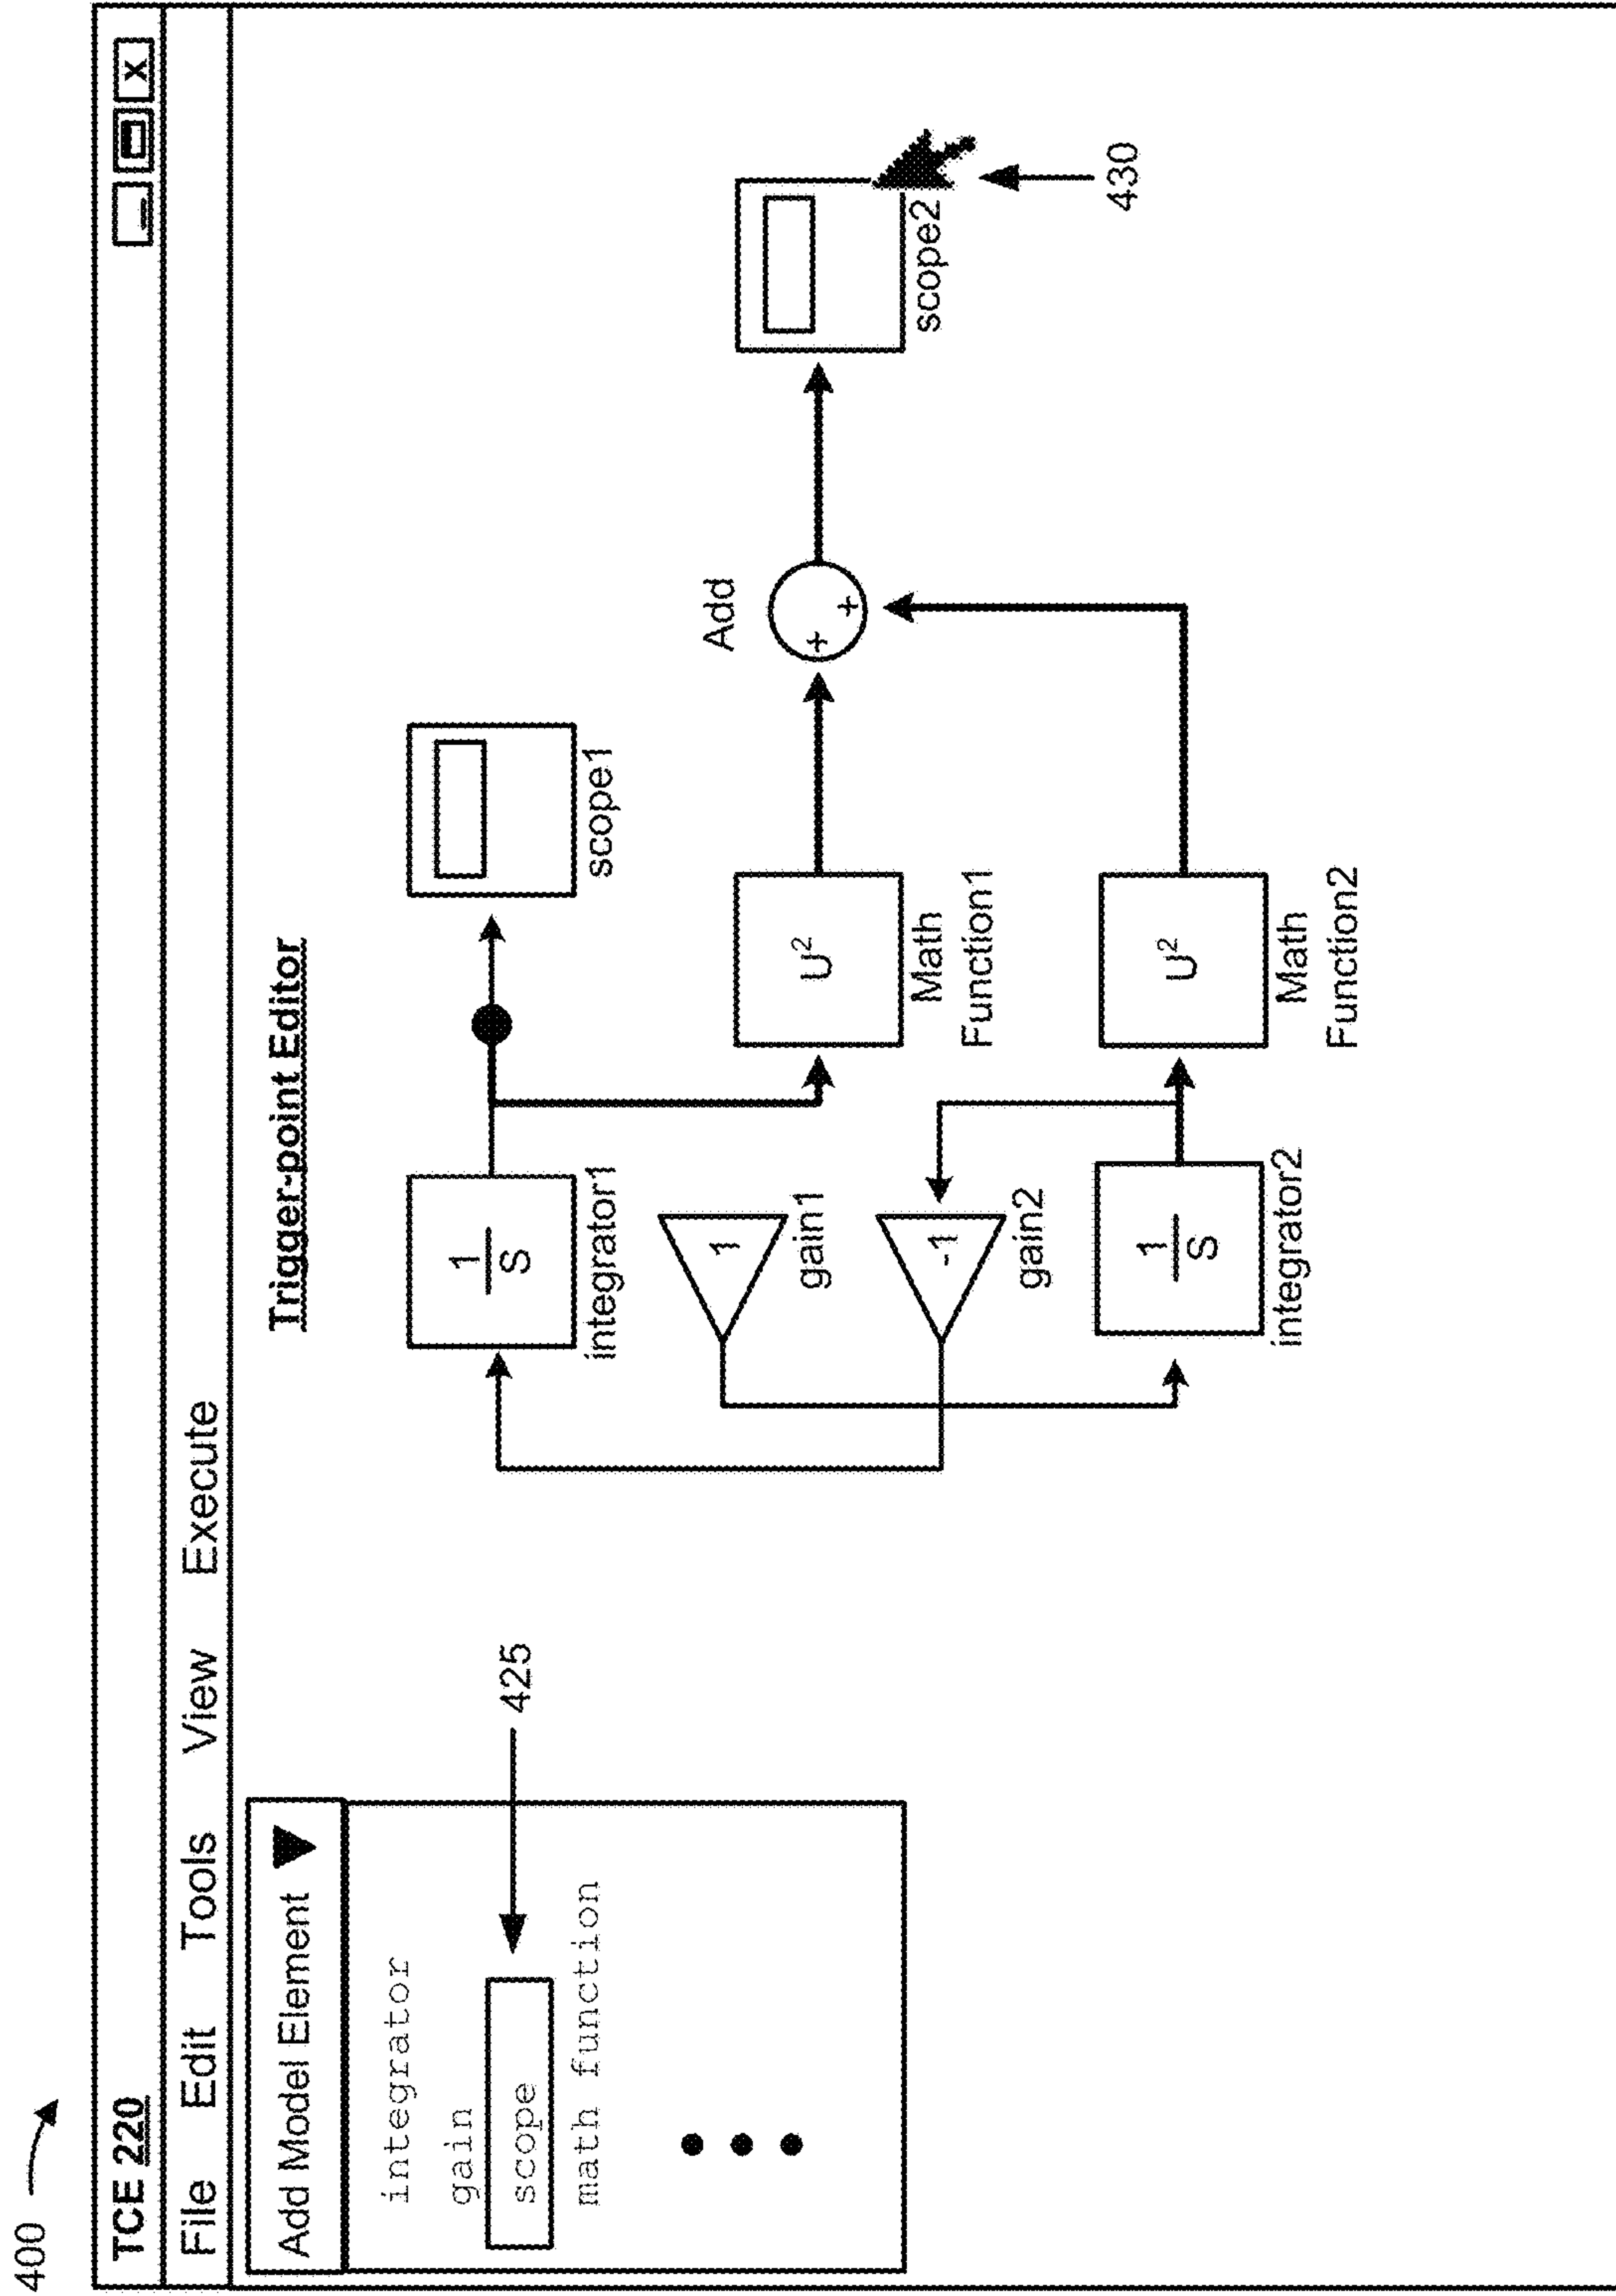 400
TCE 220
_ X
File Edit Tools View Execute
Add Model Element
integrator
gain
scope
math function
425
Trigger-point Editor
1
S
integrator1
scope1
1
gain1
-1
gain2
1
S
integrator2
U²
Math
Function1
U²
Math
Function2
Add
+
+
scope2
430